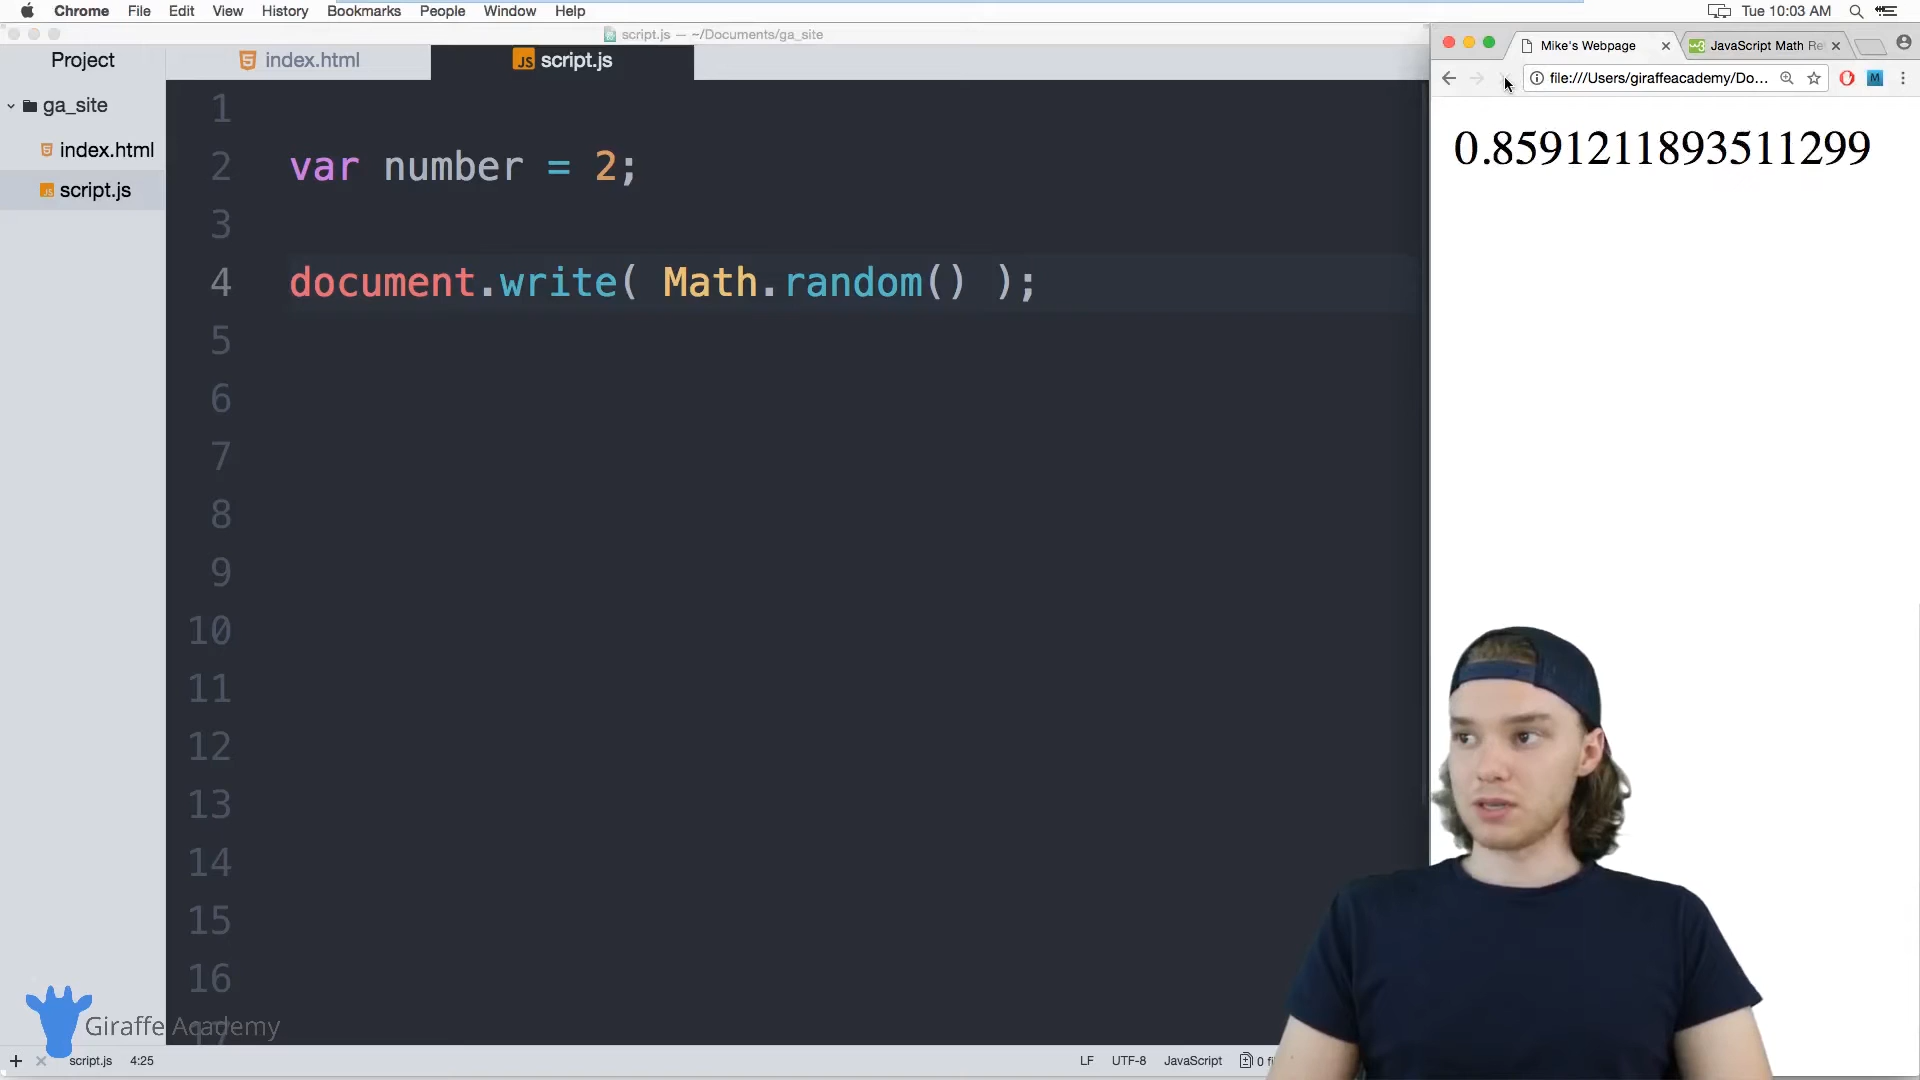 Chrome File Edit View History Bookmarks People Window Help Tue 10:03 AM
script.js — ~/Documents/ga_site
Project
index.html
script.js
Mike's Webpage
JavaScript Math Re
file:///Users/giraffeacademy/Do...
M
ga_site
index.html
script.js
1
2 var number = 2;
3
4 document.write( Math.random() );
5
6
7
8
9
10
11
12
13
14
15
16
17
0.8591211893511299
Giraffe Academy
script.js 4:25
LF UTF-8 JavaScript 0